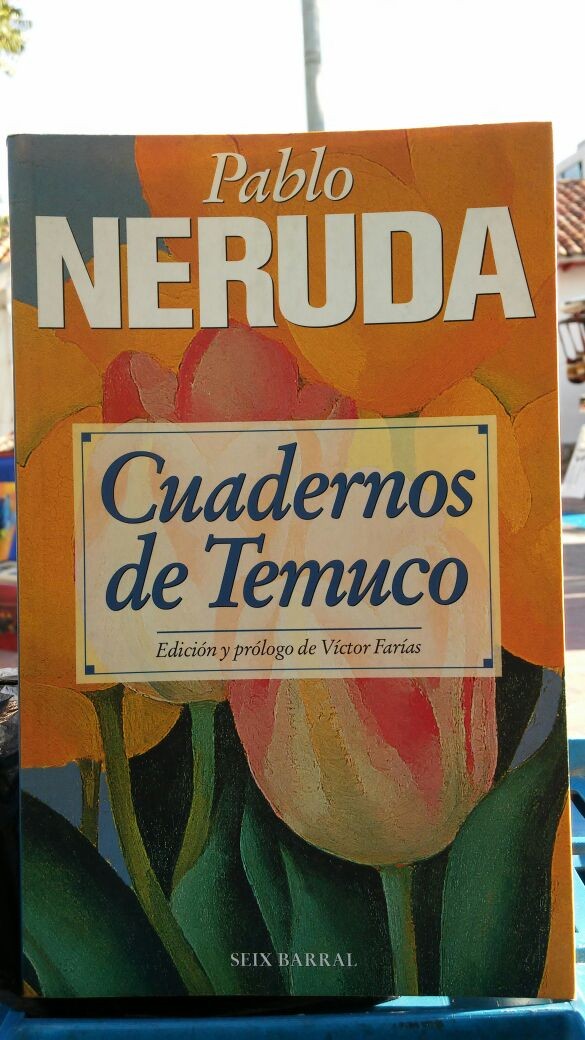 Pablo
NERUDA
Cuadernos
de Temuco
Edición y prólogo de Víctor Farías
SEIX BARRAL